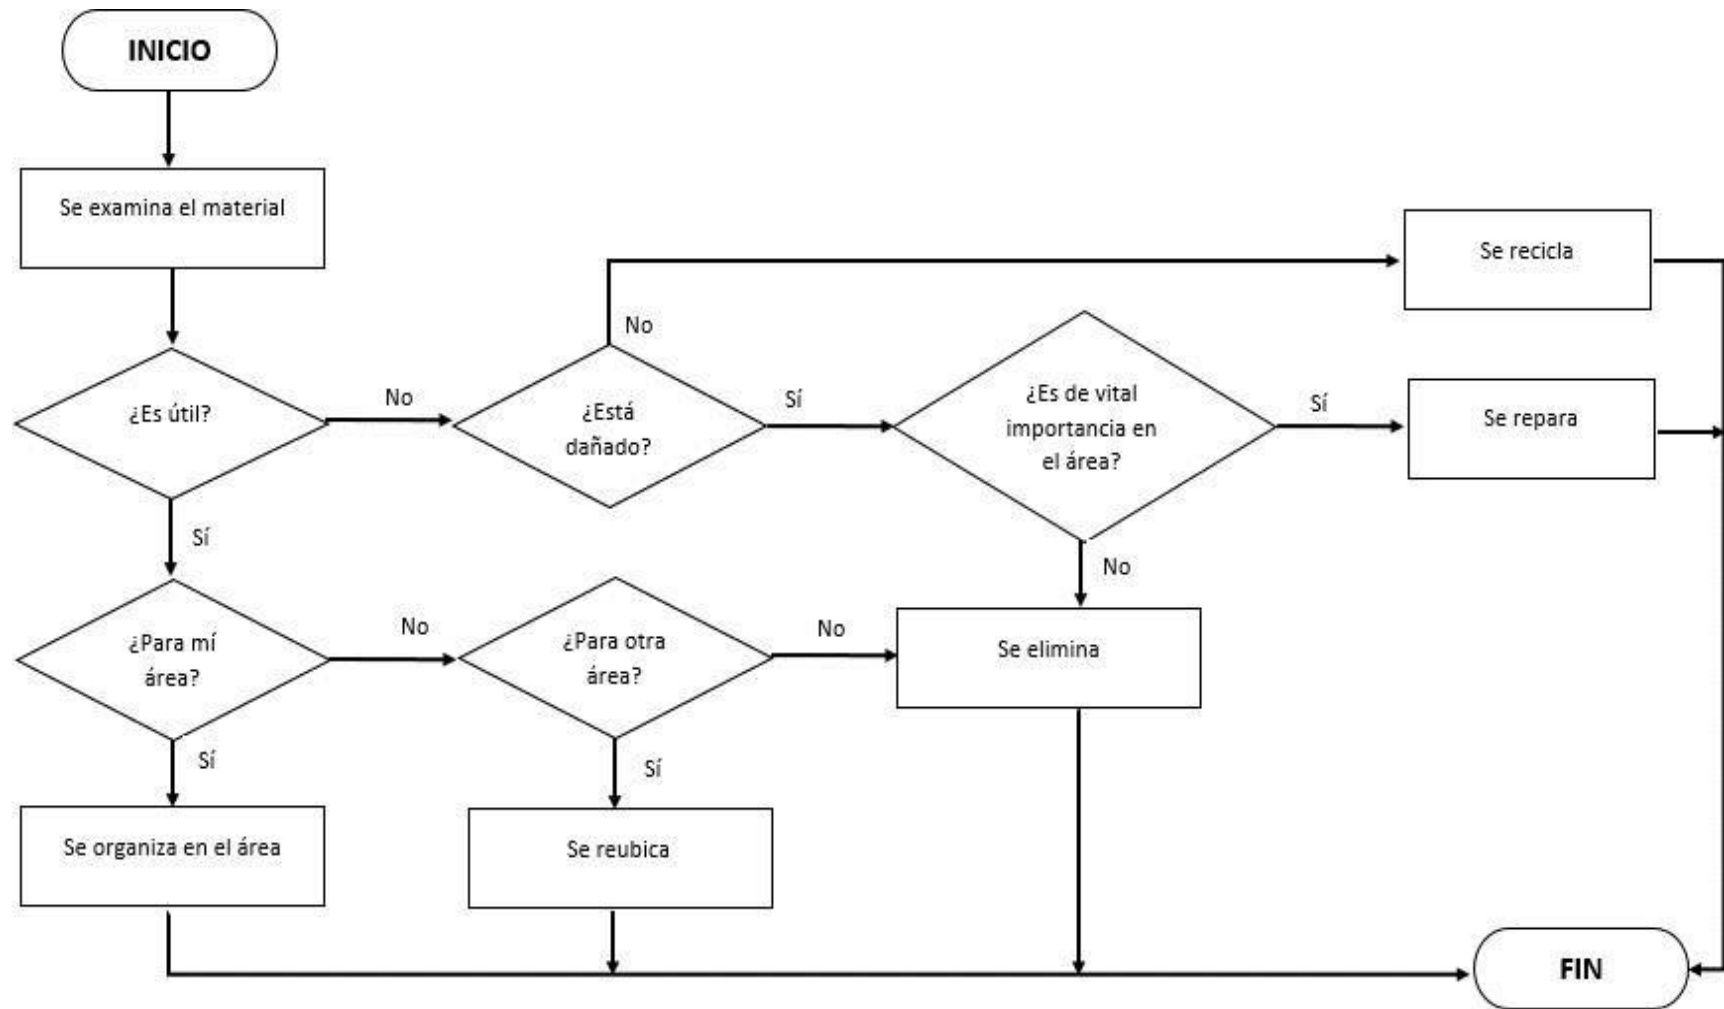 INICIO
Se examina el material
Se recicla
No
¿Es útil?
No
¿Está
dañado?
Sí
¿Es de vital
importancia en
el área?
Sí
Se repara
Sí
No
¿Para mí
área?
No
¿Para otra
área?
No
Se elimina
Sí
Sí
Se organiza en el área
Se reubica
FIN